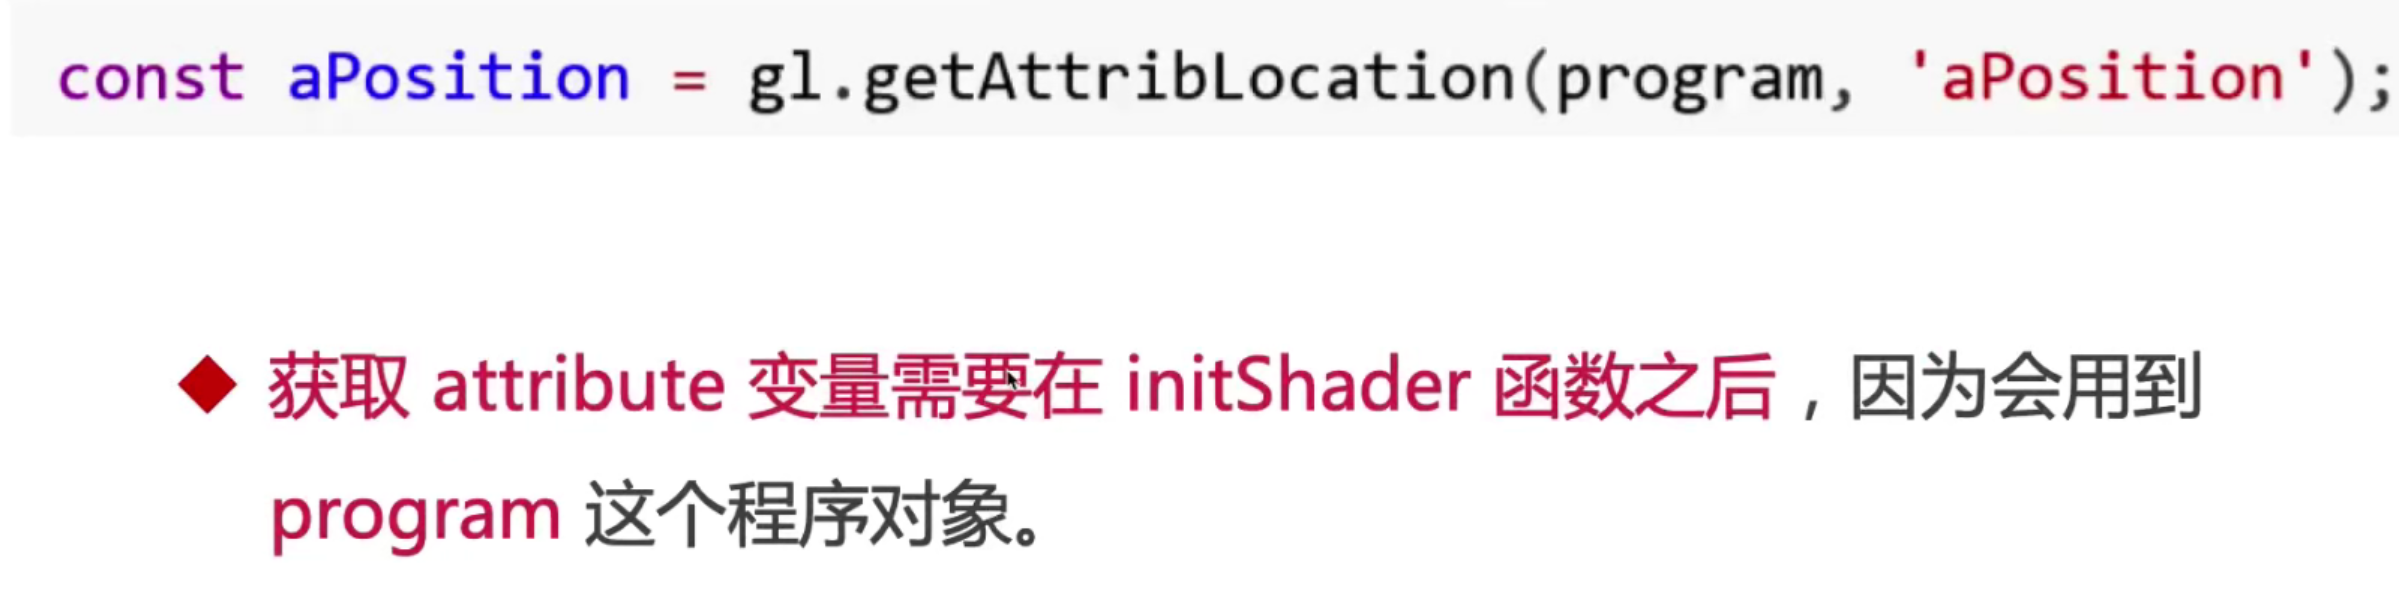 const aPosition = gl.getAttribLocation(program, 'aPosition');
获取 attribute 变量需要在 initShader 函数之后，因为会用到
program 这个程序对象。